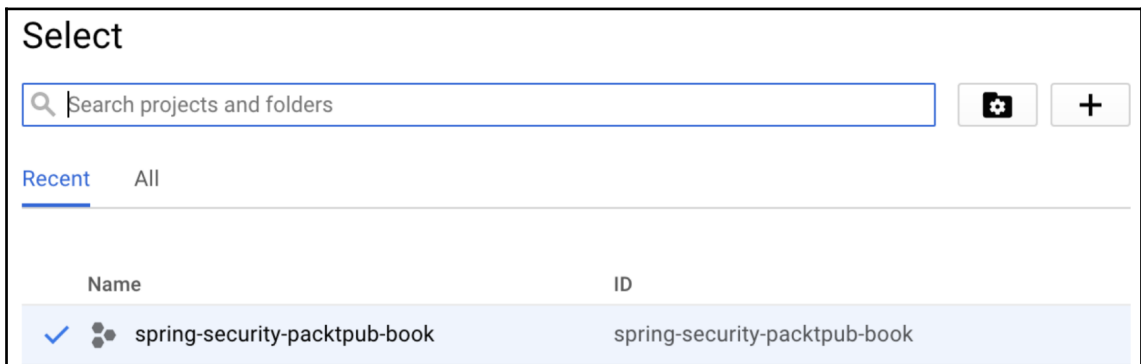 Select
Search projects and folders
Recent All
Name ID
spring-security-packtpub-book spring-security-packtpub-book